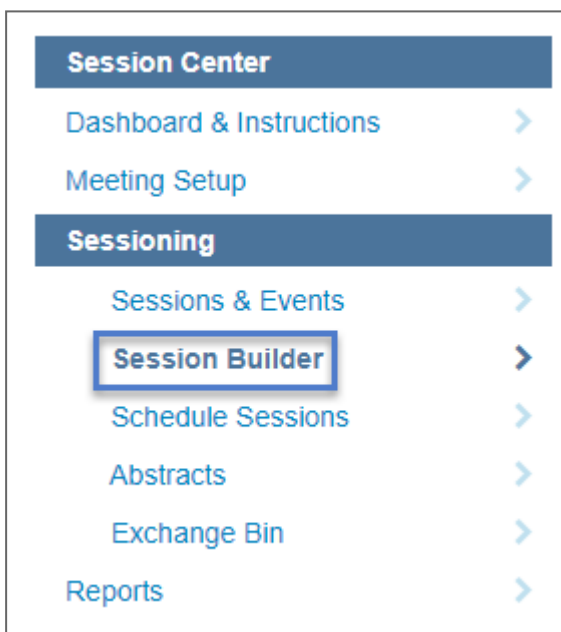 Session Center
Dashboard & Instructions
Meeting Setup
Sessioning
Sessions & Events
Session Builder
Schedule Sessions
Abstracts
Exchange Bin
Reports